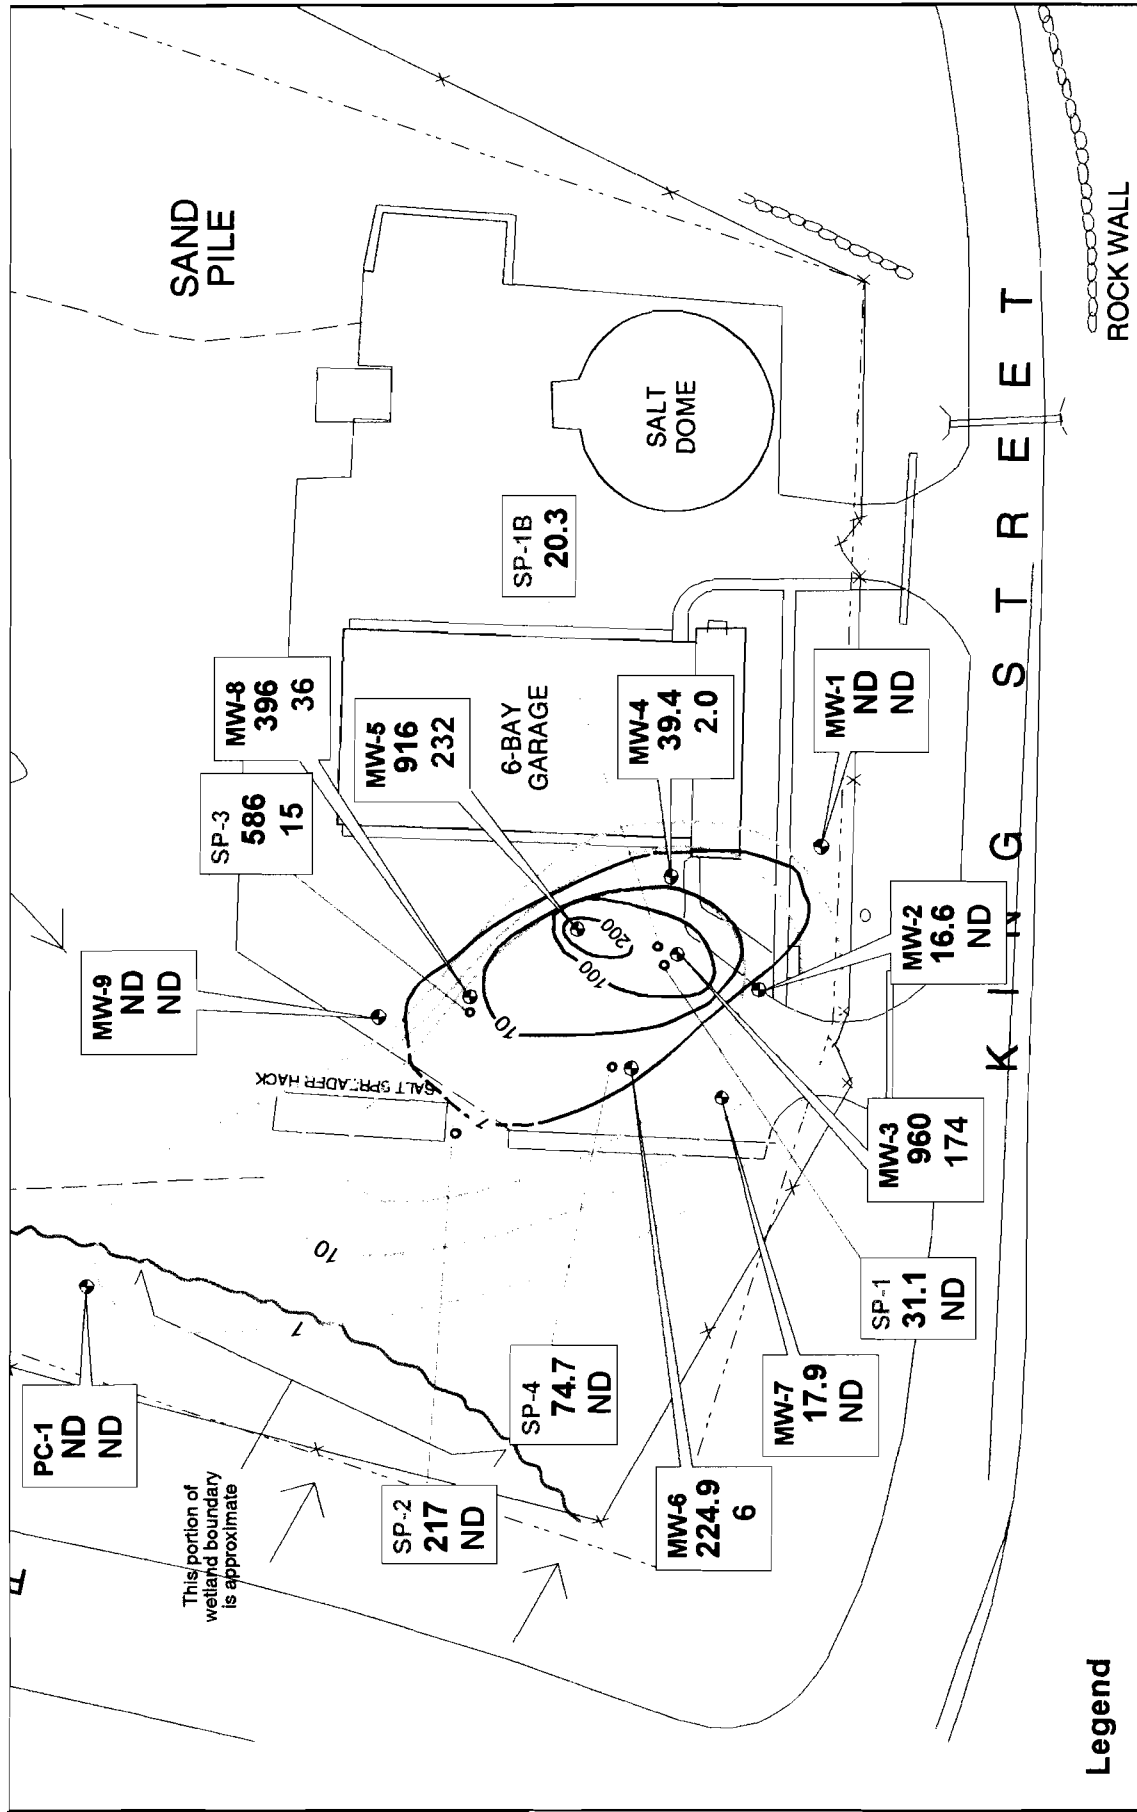 SAND
PILE
SALT
DOME
SP-1B
20.3
6-BAY
GARAGE
MW-8
396
36
MW-5
916
232
SP-3
586
15
MW-4
39.4
2.0
MW-1
ND
ND
MW-9
ND
ND
MW-2
16.6
ND
MW-3
960
174
SP-1
31.1
ND
MW-7
17.9
ND
MW-6
224.9
6
SP-4
74.7
ND
SP-2
217
ND
PC-1
ND
ND
200
100
10
1
10
1
This portion of
wetland boundary
is approximate
KING STREET
ROCK WALL
Legend